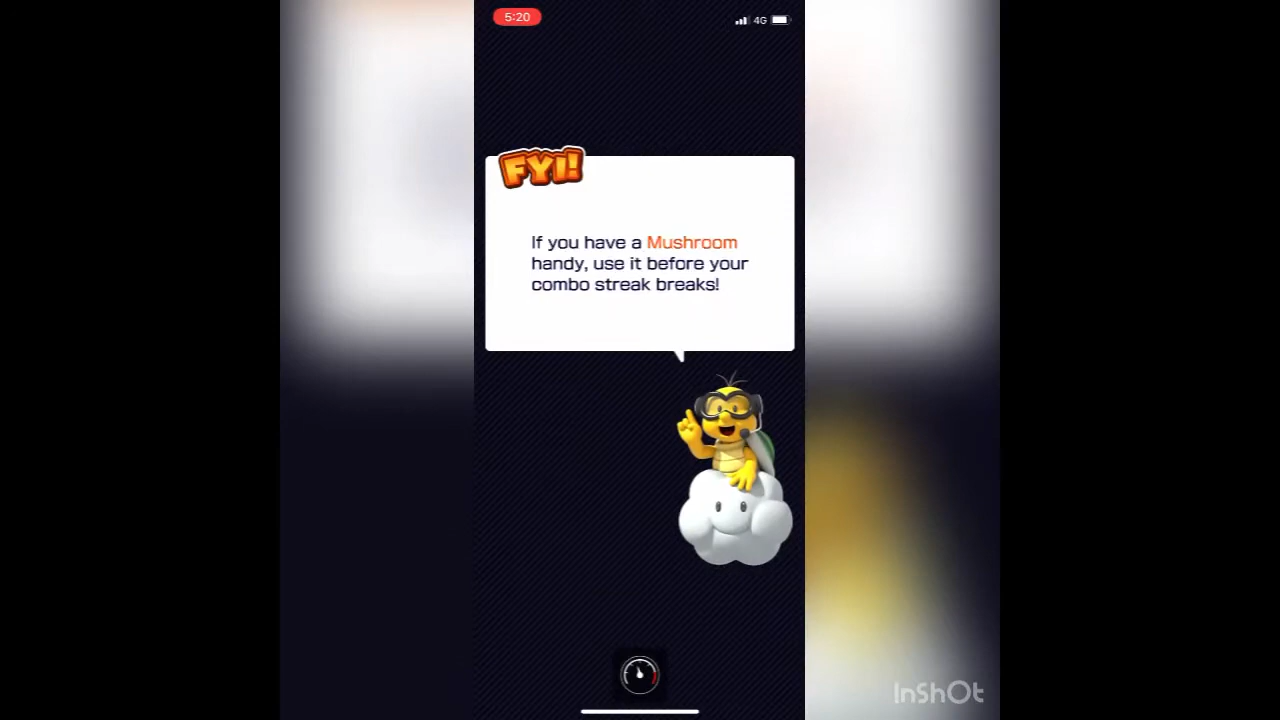 5:20
4G
FYI!
If you have a Mushroom
handy, use it before your
combo streak breaks!
InShOt